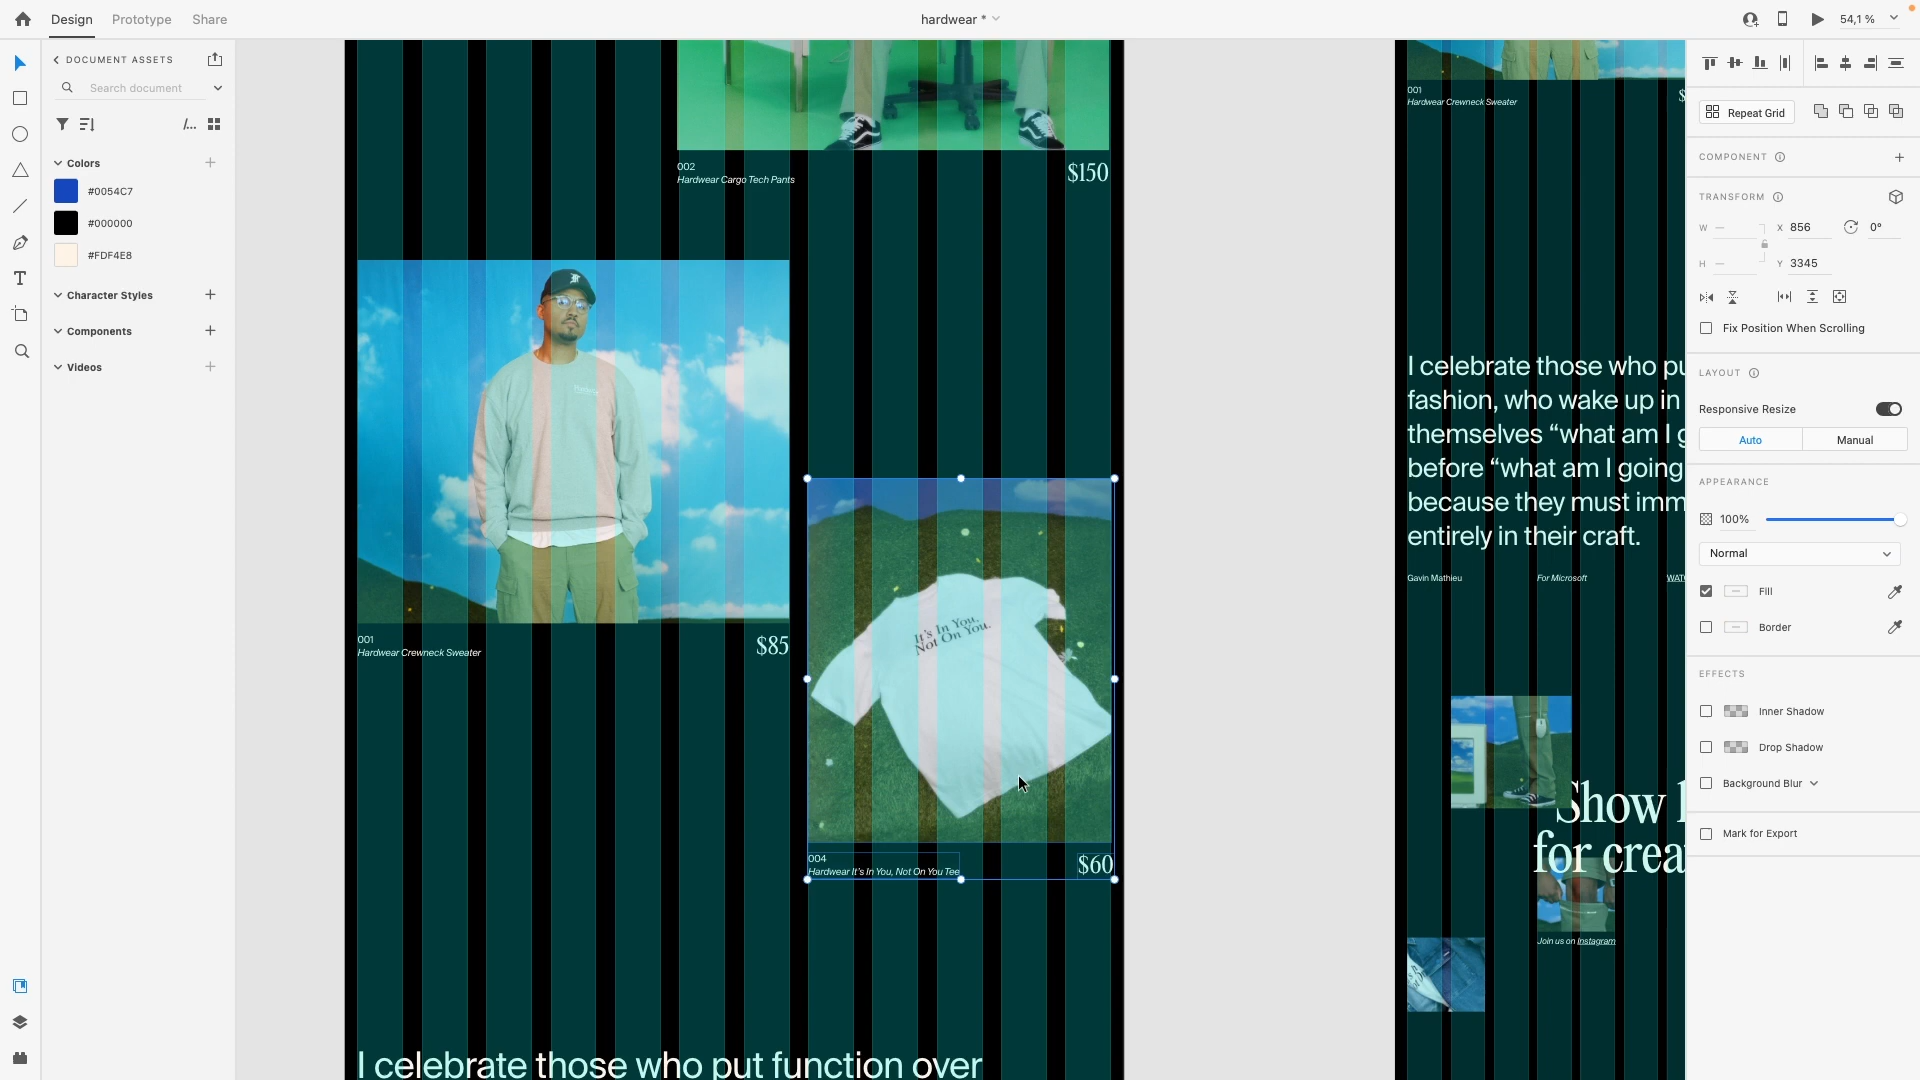 Design
Prototype
Share
hardwear *
54,1 %
DOCUMENT ASSETS
Search document
Colors
#0054C7
#000000
#FDF4E8
Character Styles
Components
Videos
002
Hardwear Cargo Tech Pants
$150
001
Hardwear Crewneck Sweater
$85
It's In You.
Not On You.
004
Hardwear It's In You, Not On You Tee
$60
I celebrate those who put function over
001
Hardwear Crewneck Sweater
$
I celebrate those who pu
fashion, who wake up in
themselves “what am I g
before “what am I going
because they must imm
entirely in their craft.
Gavin Mathieu
For Microsoft
WAT
Show
for crea
Join us on Instagram
Repeat Grid
COMPONENT
TRANSFORM
W
X 856
0°
H
Y 3345
Fix Position When Scrolling
LAYOUT
Responsive Resize
Auto
Manual
APPEARANCE
100%
Normal
Fill
Border
EFFECTS
Inner Shadow
Drop Shadow
Background Blur
Mark for Export